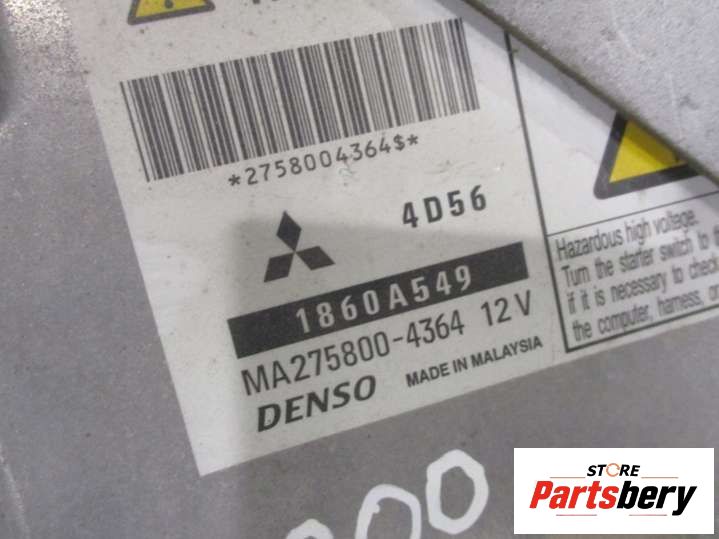 *2758004364$*
4D56
1860A549
MA275800-4364 12V
DENSO MADE IN MALAYSIA
Hazardous high voltage.
Turn the starter switch to
if it is necessary to check
the computer, harness,
00
STORE
Partsbery